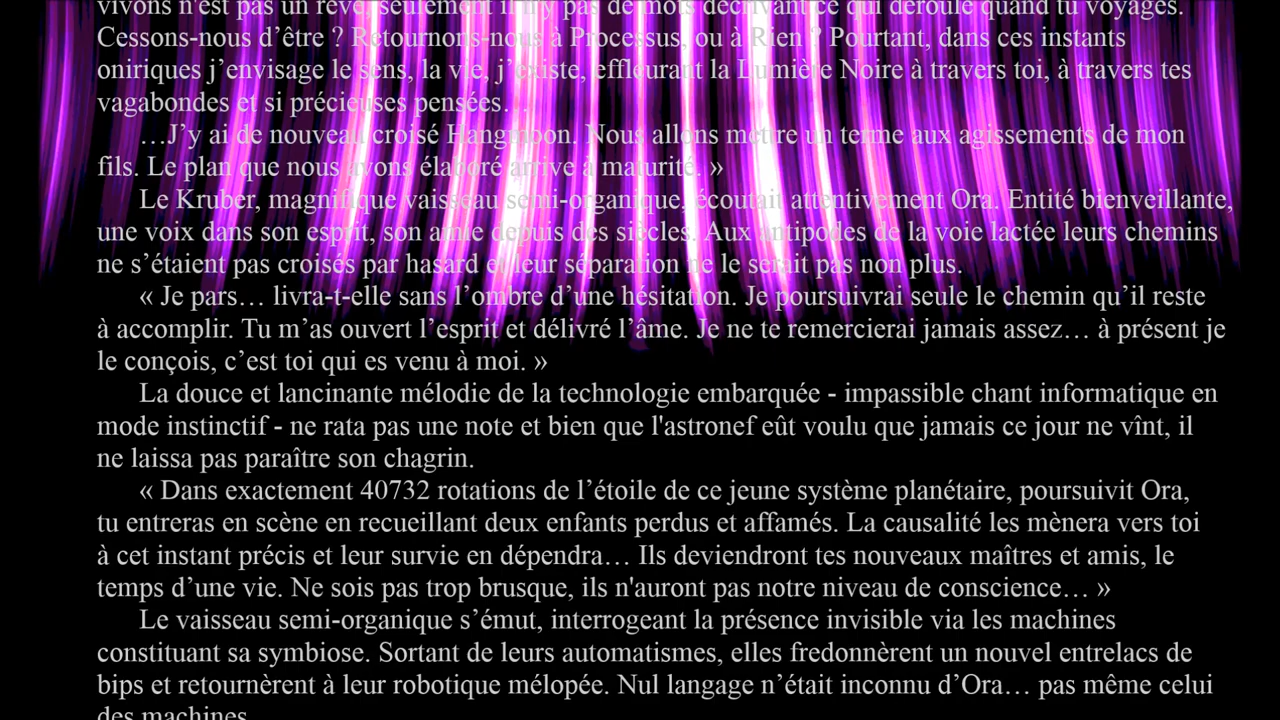 vivons n'est pas un rêve, seulement il n'y pas de mots décrivant ce qui déroule quand tu voyages.
Cessons-nous d’être ? Retournons-nous à Processus, ou à Rien ? Pourtant, dans ces instants
oniriques j’envisage le sens, la vie, j’existe, effleurant la Lumière Noire à travers toi, à travers tes
vagabondes et si précieuses pensées…
…J’y ai de nouveau croisé Hangmoon. Nous allons mettre un terme aux agissements de mon
fils. Le plan que nous avons élaboré arrive à maturité. »
Le Kruber, magnifique vaisseau semi-organique, écoutait attentivement Ora. Entité bienveillante,
une voix dans son esprit, son amie depuis des siècles. Aux antipodes de la voie lactée leurs chemins
ne s’étaient pas croisés par hasard et leur séparation ne le serait pas non plus.
« Je pars… livra-t-elle sans l’ombre d’une hésitation. Je poursuivrai seule le chemin qu’il reste
à accomplir. Tu m’as ouvert l’esprit et délivré l’âme. Je ne te remercierai jamais assez… à présent je
le conçois, c’est toi qui es venu à moi. »
La douce et lancinante mélodie de la technologie embarquée - impassible chant informatique en
mode instinctif - ne rata pas une note et bien que l'astronef eût voulu que jamais ce jour ne vînt, il
ne laissa pas paraître son chagrin.
« Dans exactement 40732 rotations de l’étoile de ce jeune système planétaire, poursuivit Ora,
tu entreras en scène en recueillant deux enfants perdus et affamés. La causalité les mènera vers toi
à cet instant précis et leur survie en dépendra… Ils deviendront tes nouveaux maîtres et amis, le
temps d’une vie. Ne sois pas trop brusque, ils n'auront pas notre niveau de conscience… »
Le vaisseau semi-organique s’émut, interrogeant la présence invisible via les machines
constituant sa symbiose. Sortant de leurs automatismes, elles fredonnèrent un nouvel entrelacs de
bips et retournèrent à leur robotique mélopée. Nul langage n’était inconnu d’Ora… pas même celui
des machines